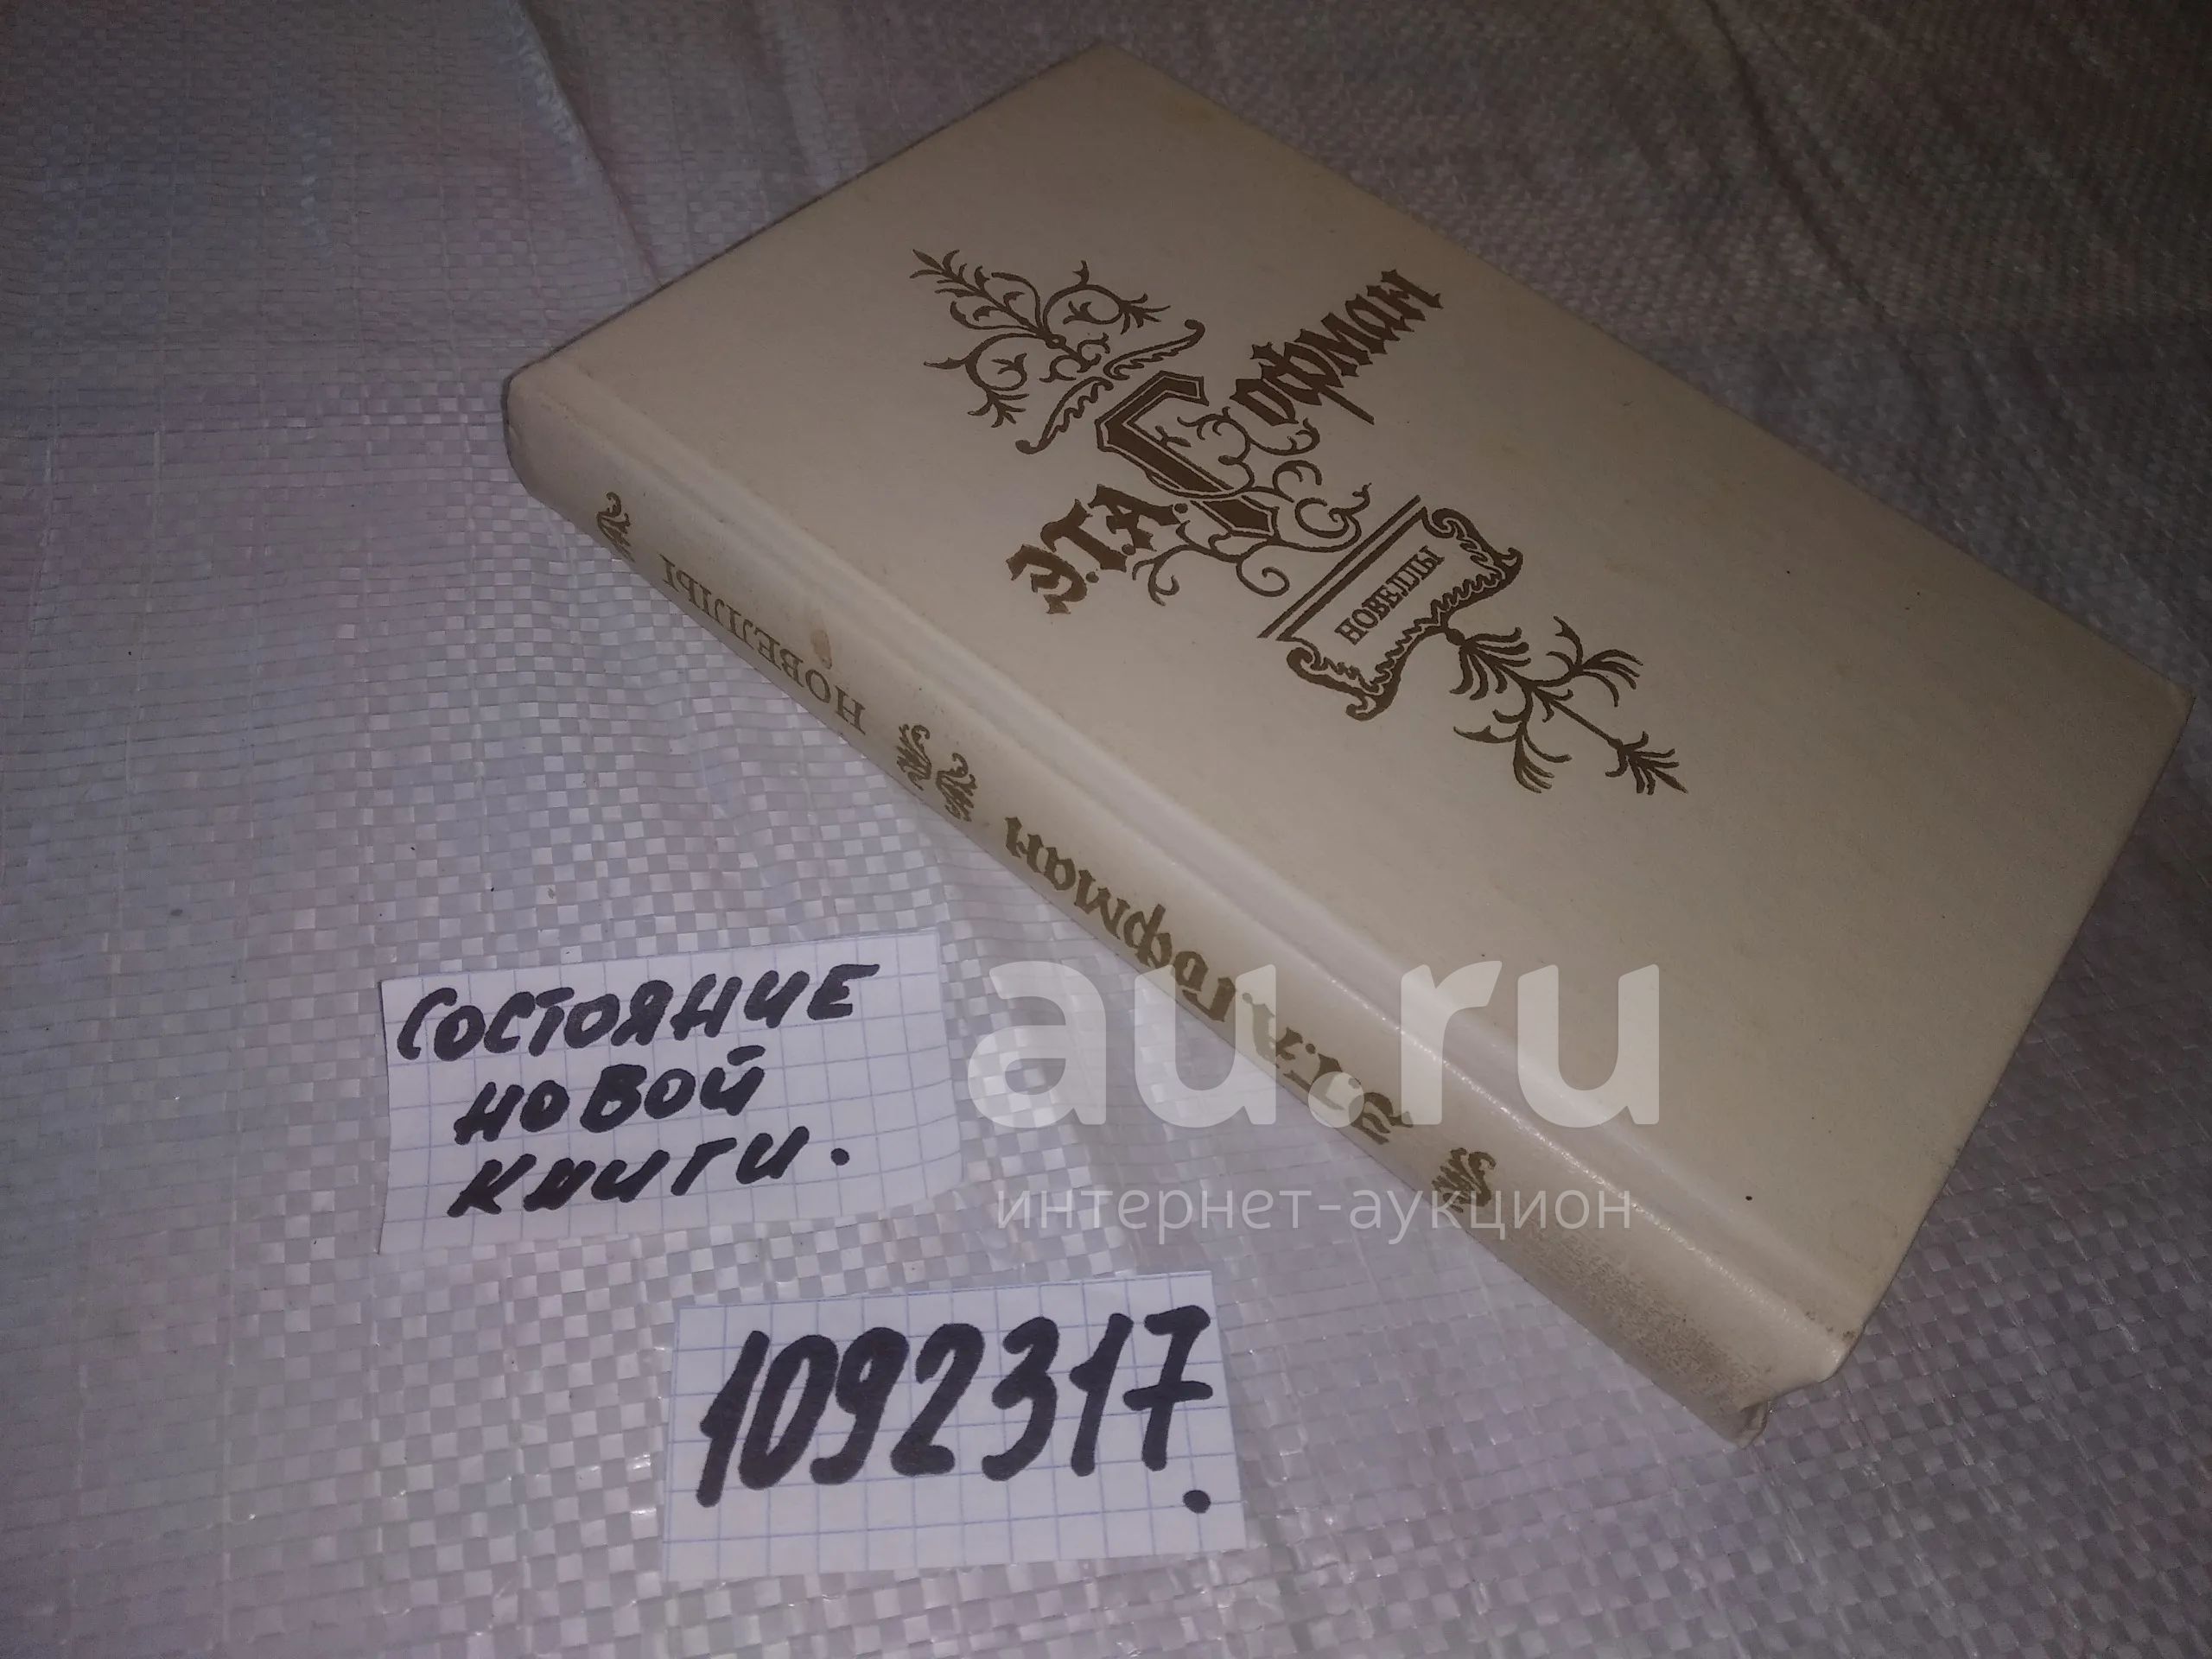 Э.Т.А. Гофман
НОВЕЛЛЫ
Э.Т.А. Гофман
НОВЕЛЛЫ
СОСТОЯНИЕ
НОВОЙ
КНИГИ.
1092317.
au.ru
интернет-аукцион